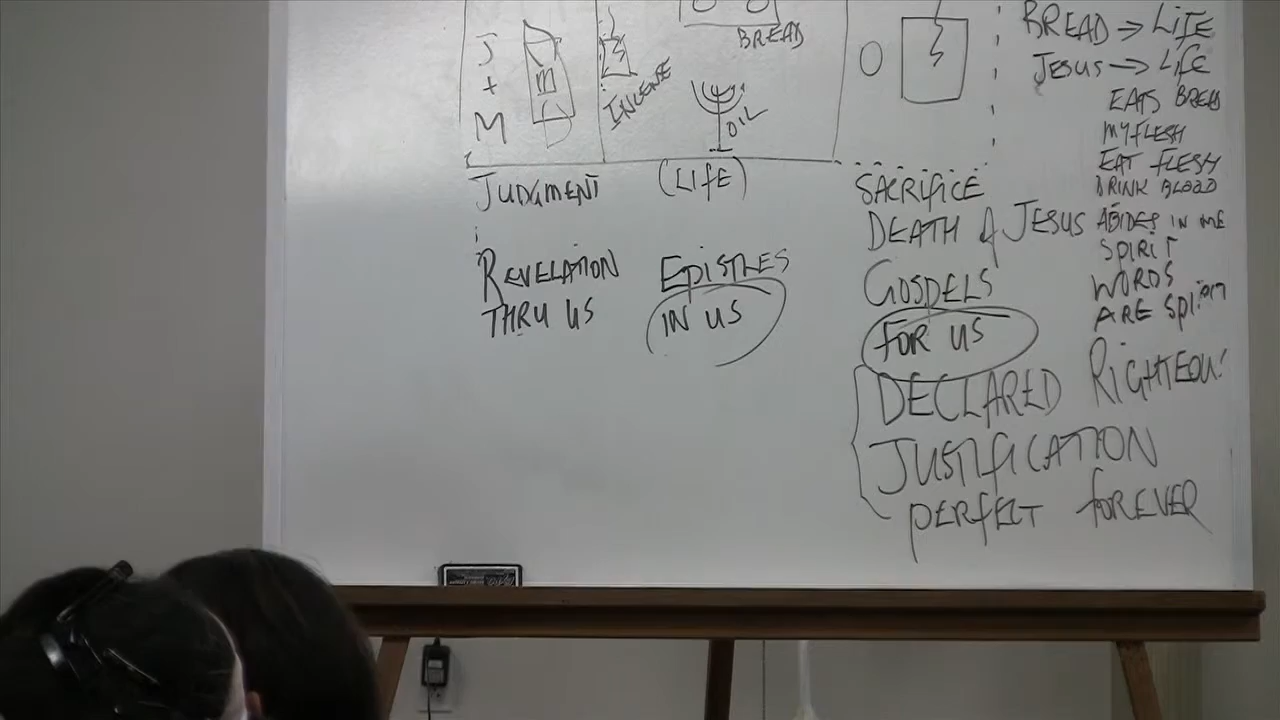 J
+
M
INCENSE
BREAD
OIL
O
JUDGMENT
(LIFE)
REVELATION
THRU US
EPISTLES
IN US
SACRIFICE
DEATH of JESUS
GOSPELS
FOR US
DECLARED RIGHTEOU
JUSTIFICATION
PERFECT FOREVER
BREAD ⇒ LIFE
JESUS → LIFE
EATS BREAD
MY FLESH
EAT FLESH
DRINK BLOOD
ABIDES IN ME
SPIRIT
WORDS
ARE SPIRIT